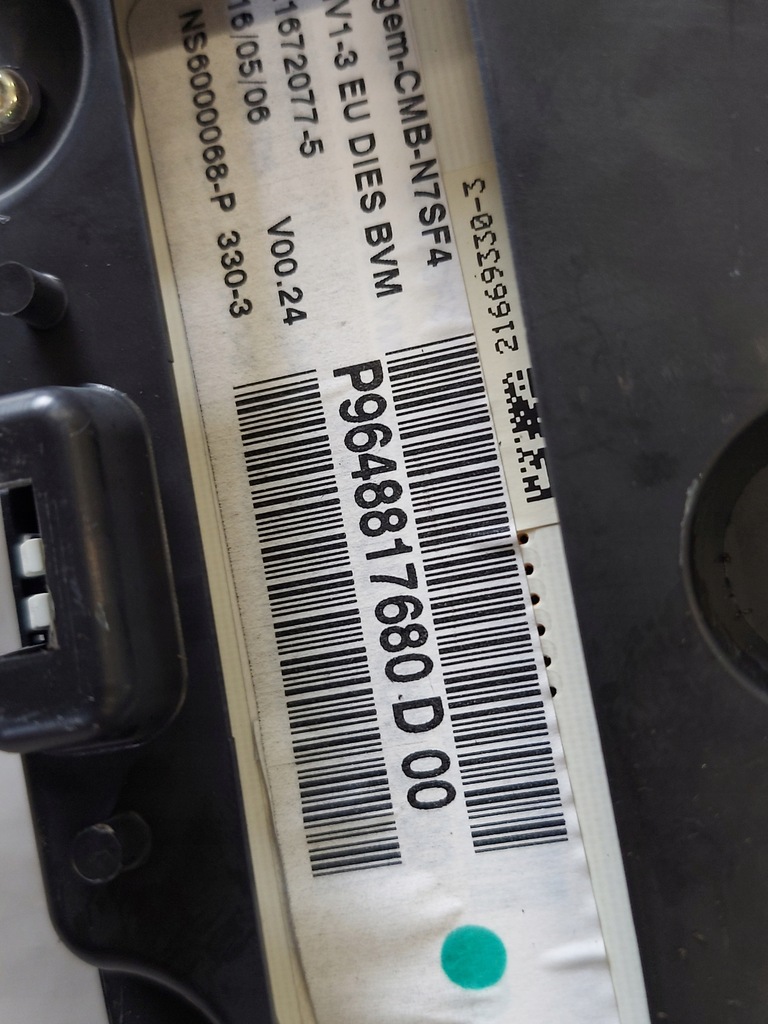 21669330-3
gem-CMB-N7SF4
V1-3 EU DIES BVM
1672077-5 V00.24
16/05/06
NS6000068-P 330-3
P9648817680 D 00